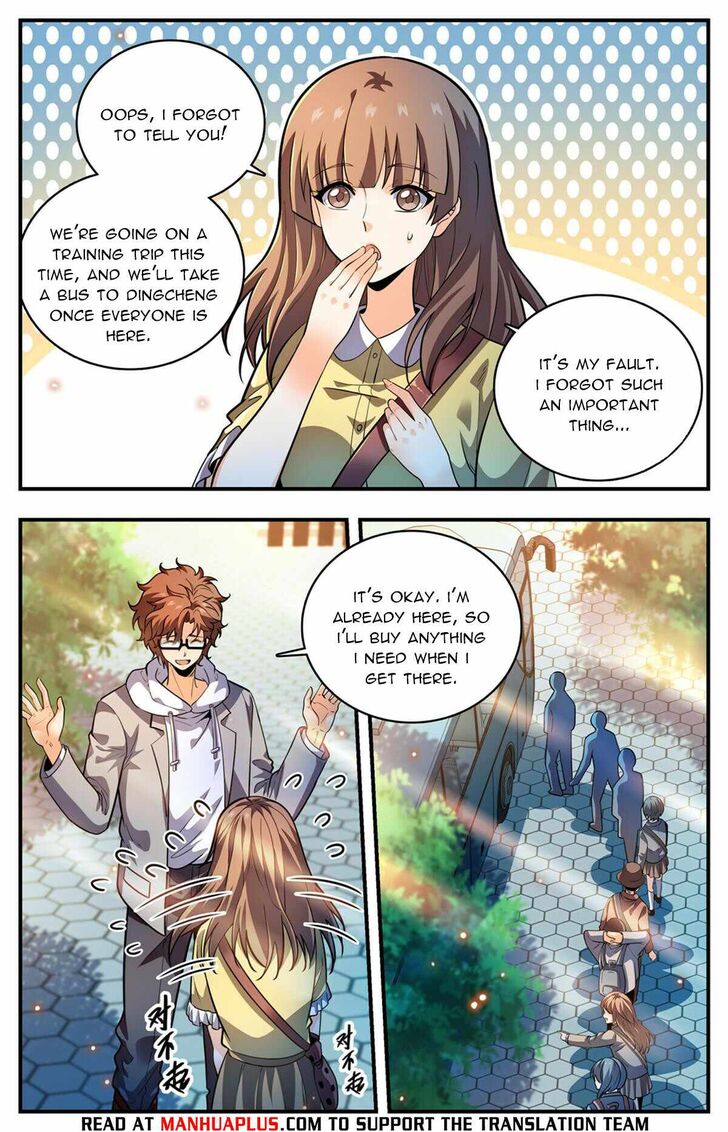 OOPS, I FORGOT
TO TELL YOU!
WE'RE GOING ON A
TRAINING TRIP THIS
TIME, AND WE'LL TAKE
A BUS TO DINGCHENG
ONCE EVERYONE IS
HERE.
IT'S MY FAULT.
I FORGOT SUCH
AN IMPORTANT
THING...
IT'S OKAY. I'M
ALREADY HERE, SO
I'LL BUY ANYTHING
I NEED WHEN I
GET THERE.
对不起
对不起
READ AT MANHUAPLUS.COM TO SUPPORT THE TRANSLATION TEAM